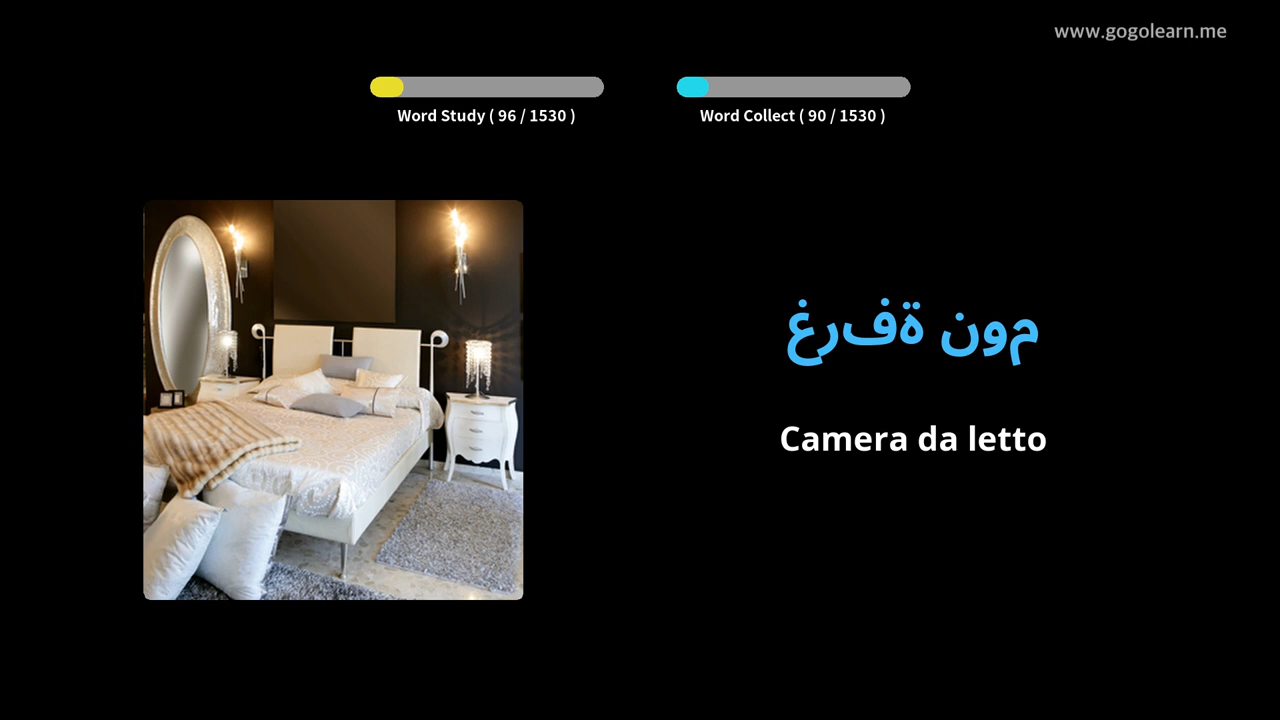 www.gogolearn.me
Word Study ( 96 / 1530 )
Word Collect ( 90 / 1530 )
غرفة نوم
Camera da letto